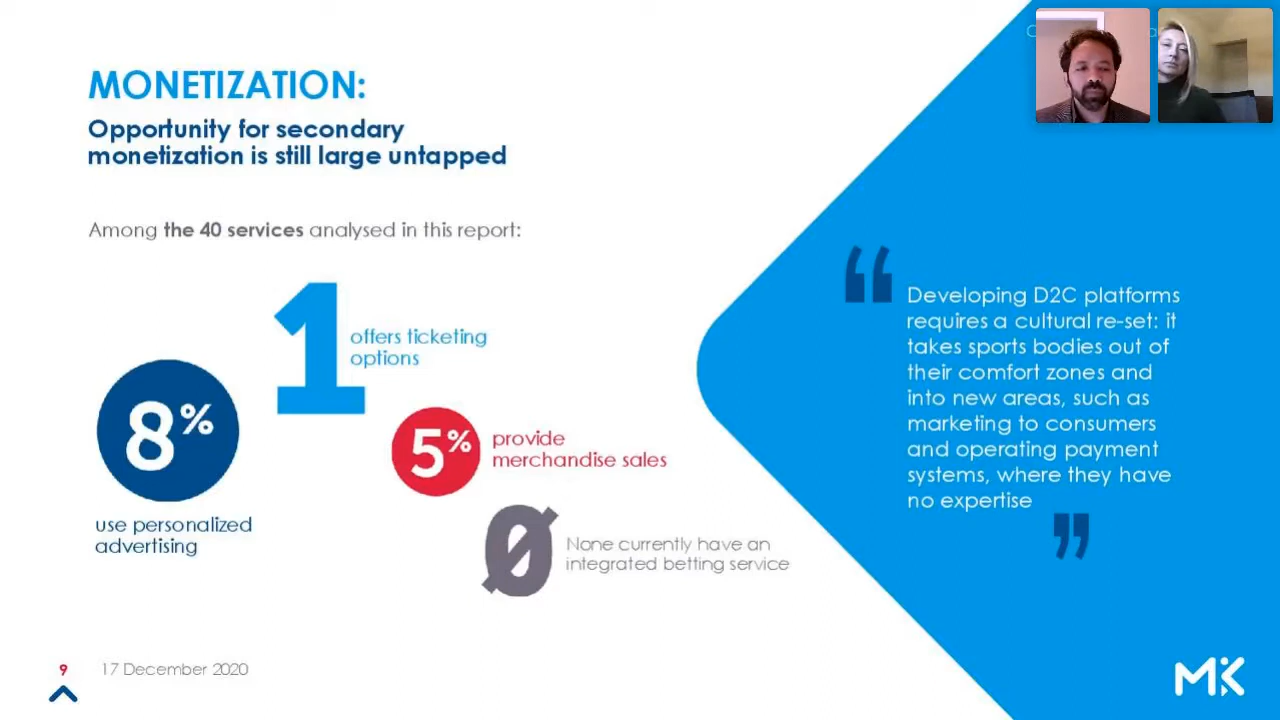 MONETIZATION:
Opportunity for secondary
monetization is still large untapped
Among the 40 services analysed in this report:
1
offers ticketing
options
8%
use personalized
advertising
5%
provide
merchandise sales
0
None currently have an
integrated betting service
“
Developing D2C platforms
requires a cultural re-set: it
takes sports bodies out of
their comfort zones and
into new areas, such as
marketing to consumers
and operating payment
systems, where they have
no expertise
”
9
17 December 2020
MK